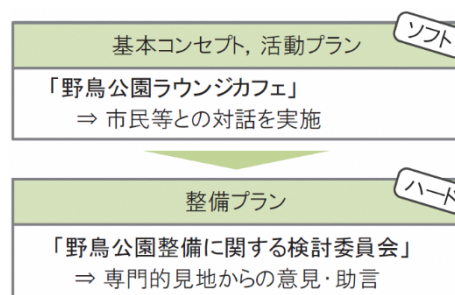 基本コンセプト, 活動プラン
ソフト
「野鳥公園ラウンジカフェ」
⇒ 市民等との対話を実施
整備プラン
ハード
「野鳥公園整備に関する検討委員会」
⇒ 専門的見地からの意見・助言